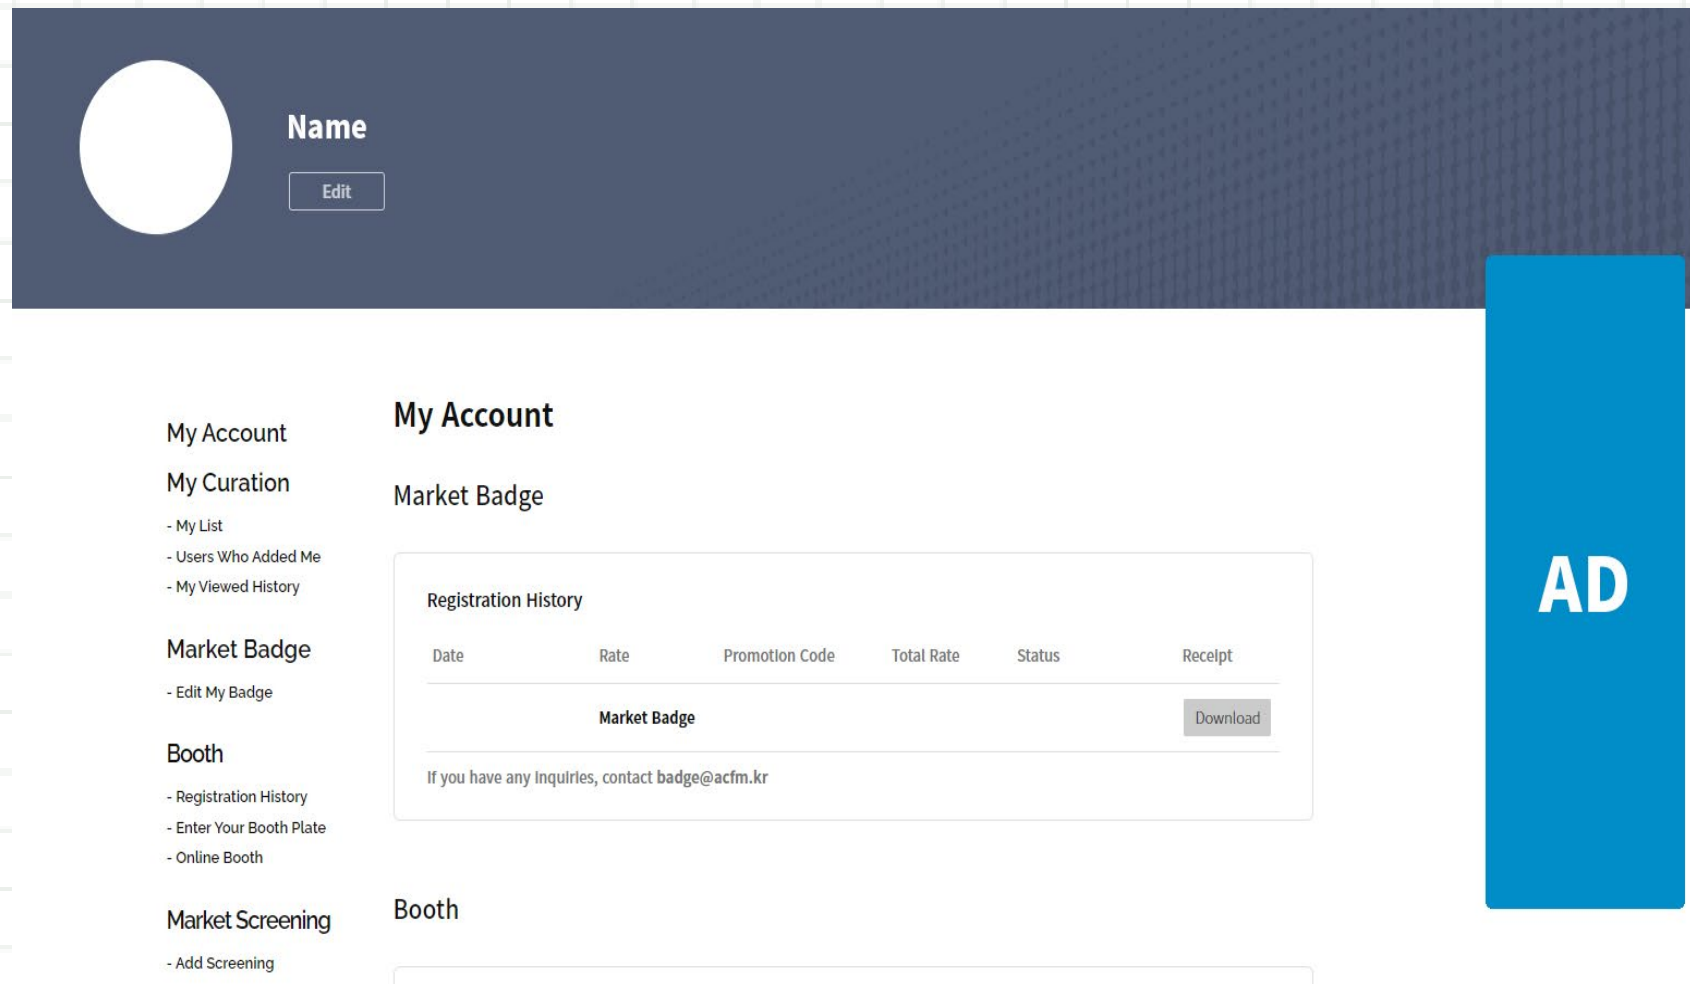 Name
Edit
My Account
My Curation
- My List
- Users Who Added Me
- My Viewed History
Market Badge
- Edit My Badge
Booth
- Registration History
- Enter Your Booth Plate
- Online Booth
Market Screening
- Add Screening
My Account
Market Badge
Registration History
Date Rate Promotion Code Total Rate Status Receipt
Market Badge Download
If you have any inquiries, contact badge@acfm.kr
Booth
AD